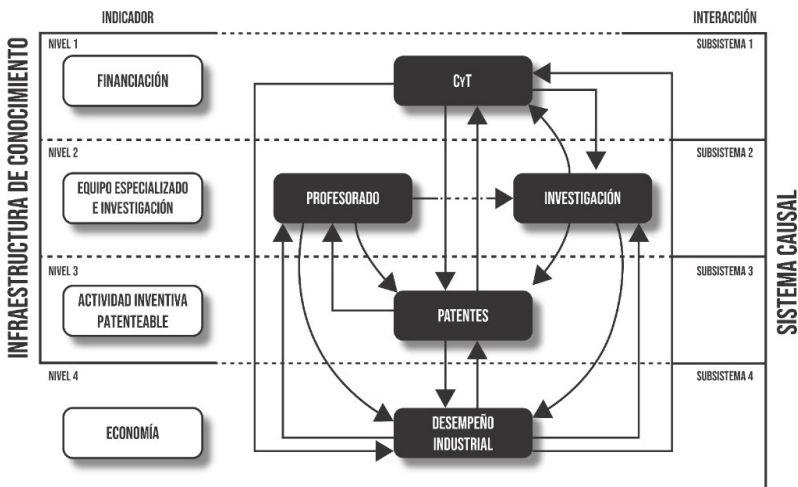 INDICADOR
INTERACCIÓN
INFRAESTRUCTURA DE CONOCIMIENTO
SISTEMA CAUSAL
NIVEL 1
SUBSISTEMA 1
FINANCIACIÓN
CYT
NIVEL 2
SUBSISTEMA 2
EQUIPO ESPECIALIZADO
E INVESTIGACIÓN
PROFESORADO
INVESTIGACIÓN
NIVEL 3
SUBSISTEMA 3
ACTIVIDAD INVENTIVA
PATENTEABLE
PATENTES
NIVEL 4
SUBSISTEMA 4
ECONOMÍA
DESEMPEÑO
INDUSTRIAL